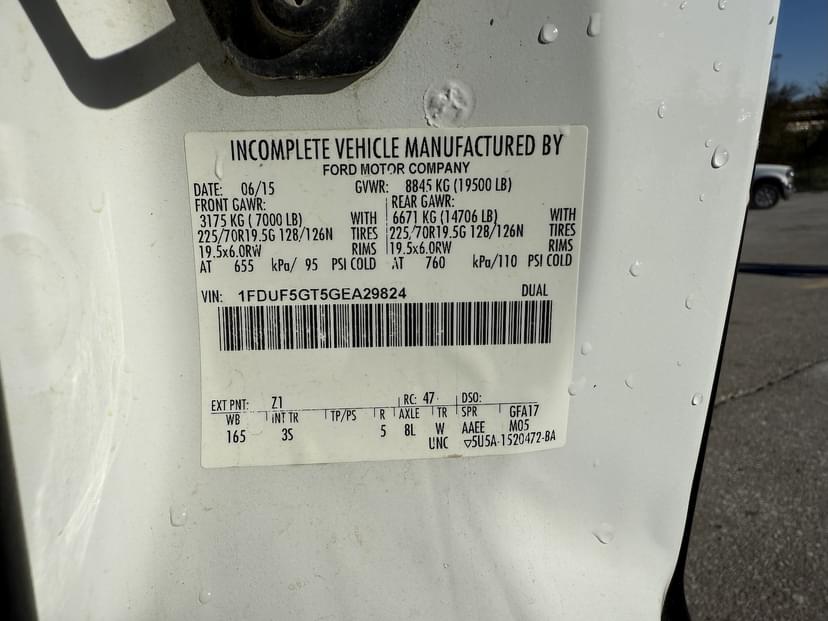 INCOMPLETE VEHICLE MANUFACTURED BY
FORD MOTOR COMPANY
DATE: 06/15 GVWR: 8845 KG (19500 LB)
FRONT GAWR: REAR GAWR:
3175 KG ( 7000 LB) WITH 6671 KG (14706 LB) WITH
225/70R19.5G 128/126N TIRES 225/70R19.5G 128/126N TIRES
19.5x6.0RW RIMS 19.5x6.0RW RIMS
AT 655 kPa/ 95 PSI COLD AT 760 kPa/110 PSI COLD
VIN: 1FDUF5GT5GEA29824 DUAL
EXT PNT: Z1 RC: 47 DSO:
WB INT TR TP/PS R AXLE TR SPR GFA17
165 3S 5 8L W AAEE M05
UNC ▽5U5A-1520472-BA